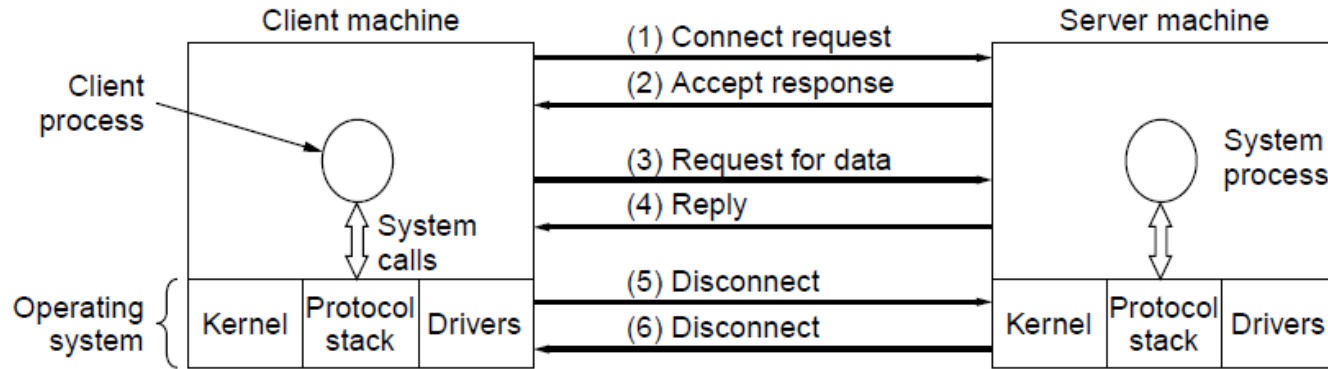 Client machine
Server machine
(1) Connect request
(2) Accept response
Client
process
(3) Request for data
System
process
(4) Reply
System
calls
(5) Disconnect
Operating
system
Kernel
Protocol
stack
Drivers
(6) Disconnect
Kernel
Protocol
stack
Drivers